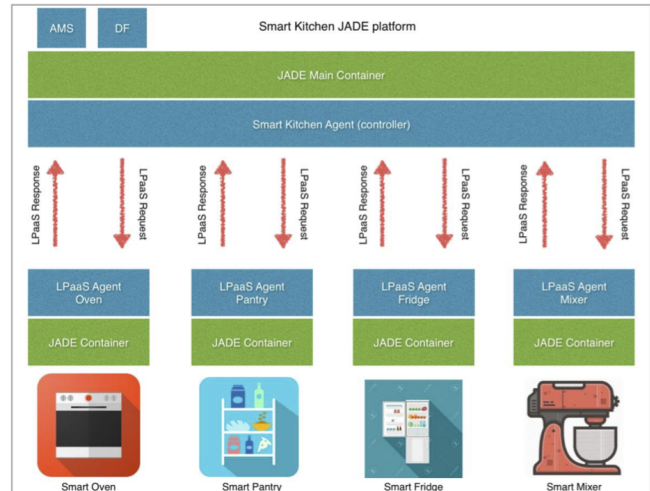 AMS
DF
Smart Kitchen JADE platform
JADE Main Container
Smart Kitchen Agent (controller)
LPaaS Response
LPaaS Request
LPaaS Response
LPaaS Request
LPaaS Response
LPaaS Request
LPaaS Response
LPaaS Request
LPaaS Agent
Oven
LPaaS Agent
Pantry
LPaaS Agent
Fridge
LPaaS Agent
Mixer
JADE Container
JADE Container
JADE Container
JADE Container
Smart Oven
Smart Pantry
Smart Fridge
Smart Mixer